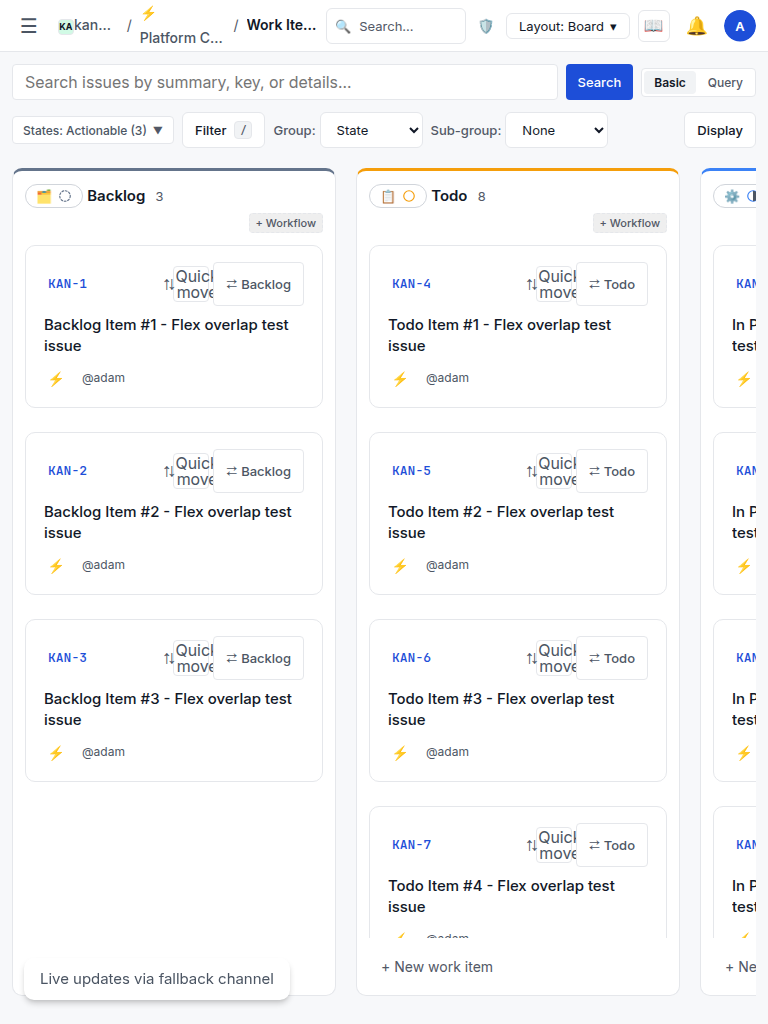 ☰ KA kan... / ⚡ Platform C... / Work Ite... 🔍 Search... 🛡️ Layout: Board ▾ 📖 🔔 A
Search issues by summary, key, or details... Search Basic Query
States: Actionable (3) ▼ Filter / Group: State Sub-group: None Display
Backlog 3
+ Workflow
KAN-1 ⇅ Quick move ⇄ Backlog
Backlog Item #1 - Flex overlap test
issue
⚡ @adam
KAN-2 ⇅ Quick move ⇄ Backlog
Backlog Item #2 - Flex overlap test
issue
⚡ @adam
KAN-3 ⇅ Quick move ⇄ Backlog
Backlog Item #3 - Flex overlap test
issue
⚡ @adam
Live updates via fallback channel
Todo 8
+ Workflow
KAN-4 ⇅ Quick move ⇄ Todo
Todo Item #1 - Flex overlap test
issue
⚡ @adam
KAN-5 ⇅ Quick move ⇄ Todo
Todo Item #2 - Flex overlap test
issue
⚡ @adam
KAN-6 ⇅ Quick move ⇄ Todo
Todo Item #3 - Flex overlap test
issue
⚡ @adam
KAN-7 ⇅ Quick move ⇄ Todo
Todo Item #4 - Flex overlap test
issue
⚡ @adam
+ New work item